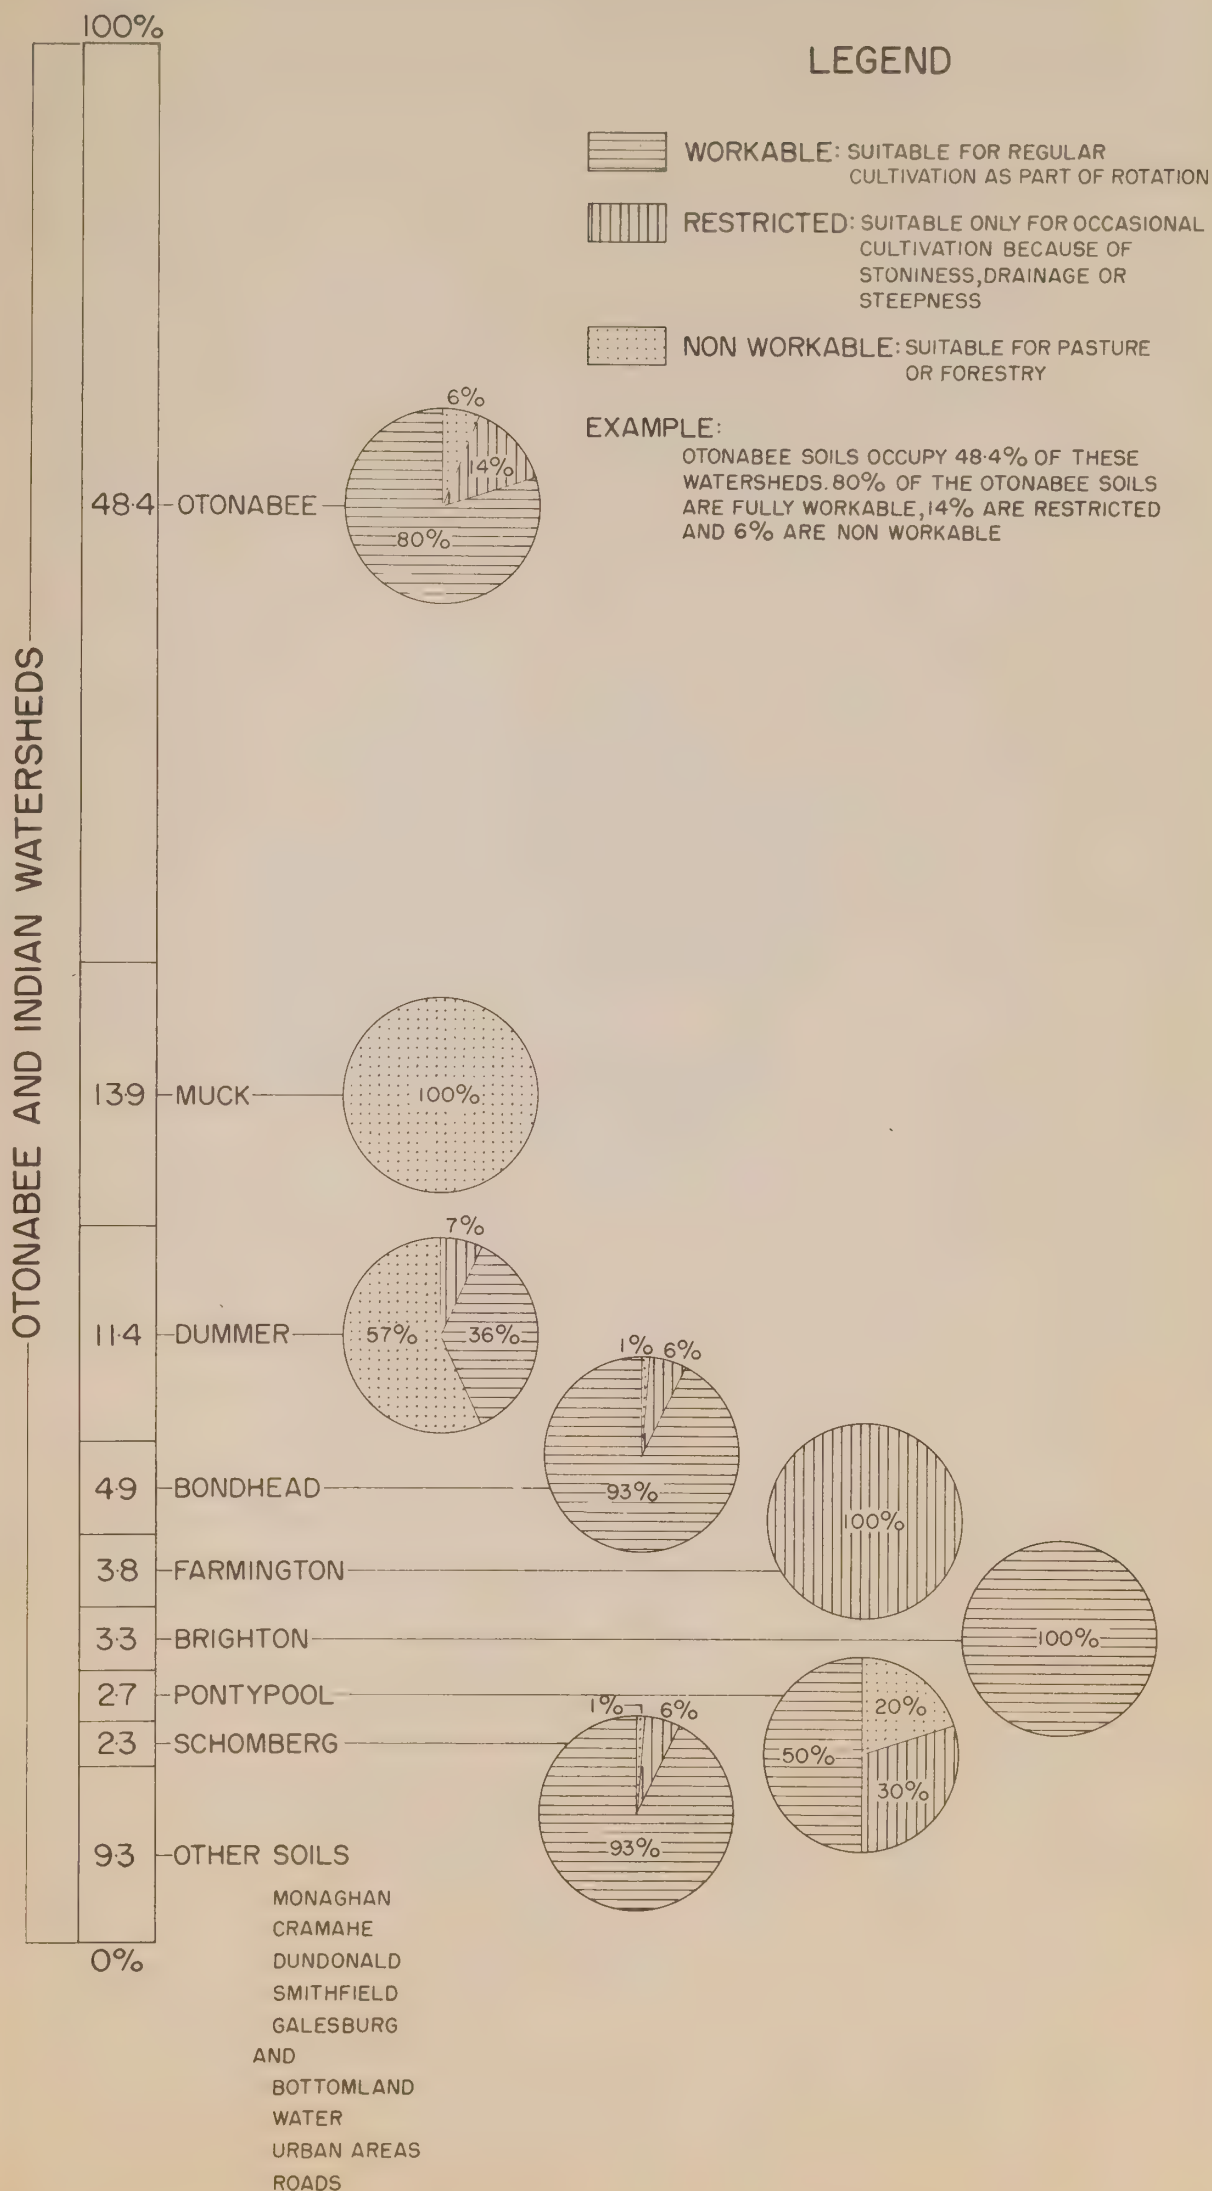 100%
LEGEND
WORKABLE: SUITABLE FOR REGULAR
CULTIVATION AS PART OF ROTATION
RESTRICTED: SUITABLE ONLY FOR OCCASIONAL
CULTIVATION BECAUSE OF
STONINESS, DRAINAGE OR
STEEPNESS
NON WORKABLE: SUITABLE FOR PASTURE
OR FORESTRY
EXAMPLE:
OTONABEE SOILS OCCUPY 48·4% OF THESE
WATERSHEDS. 80% OF THE OTONABEE SOILS
ARE FULLY WORKABLE, 14% ARE RESTRICTED
AND 6% ARE NON WORKABLE
OTONABEE AND INDIAN WATERSHEDS
6%
14%
48·4 OTONABEE
80%
13·9 MUCK 100%
7%
11·4 DUMMER 57% 36%
1% 6%
4·9 BONDHEAD 93%
100%
3·8 FARMINGTON
3·3 BRIGHTON 100%
2·7 PONTYPOOL
1% 6% 20%
2·3 SCHOMBERG
50%
30%
93%
9·3 OTHER SOILS
MONAGHAN
CRAMAHE
0%
DUNDONALD
SMITHFIELD
GALESBURG
AND
BOTTOMLAND
WATER
URBAN AREAS
ROADS